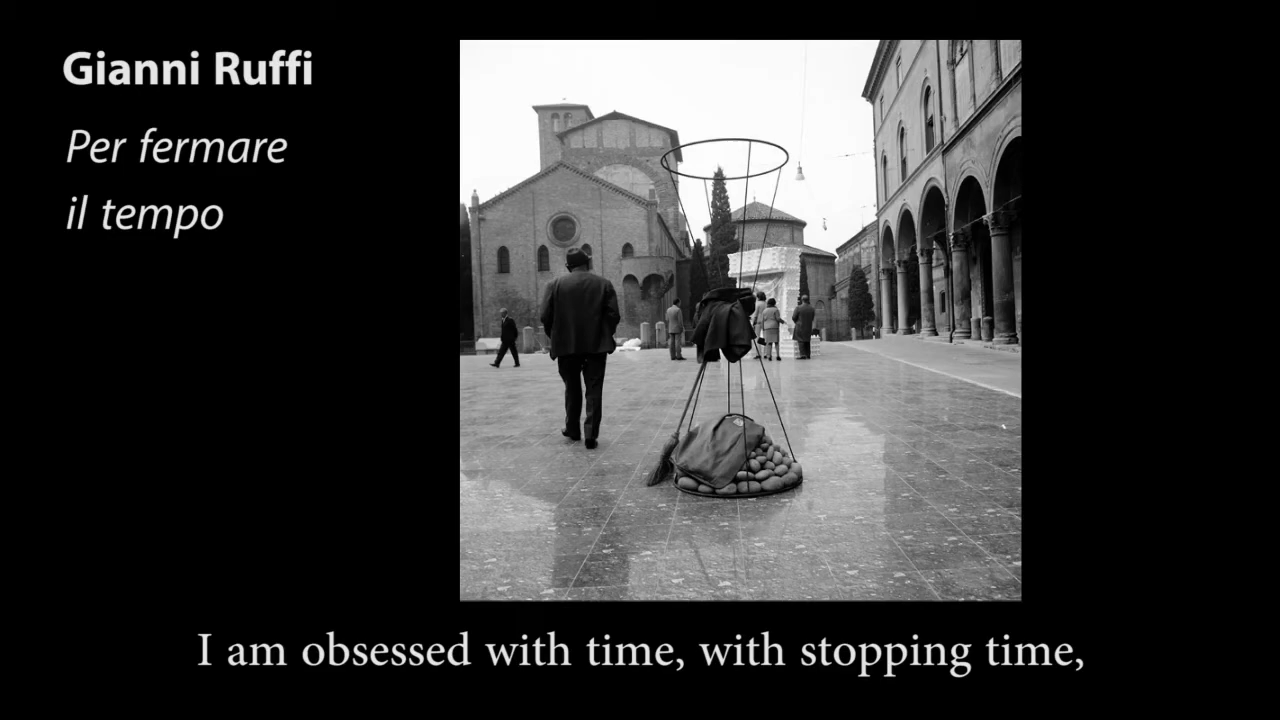 Gianni Ruffi
Per fermare
il tempo
I am obsessed with time, with stopping time,